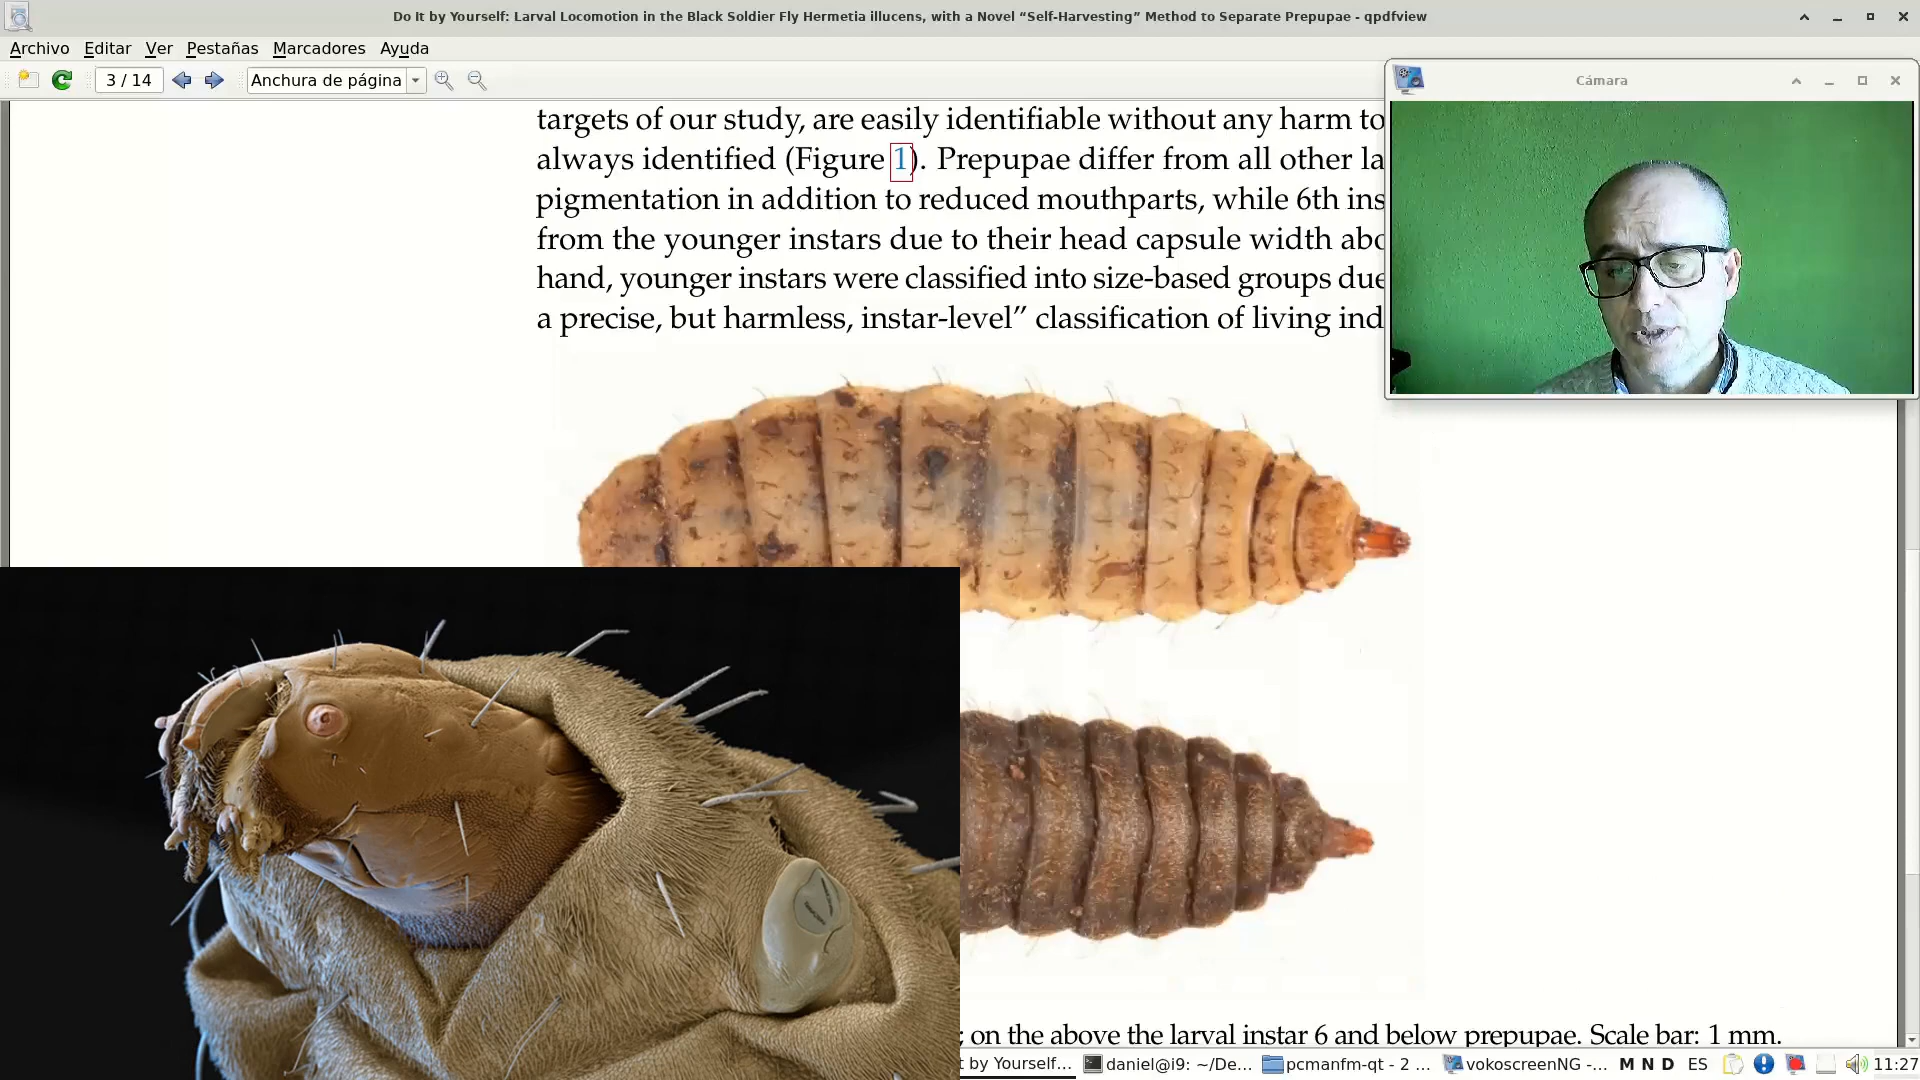 Do It by Yourself: Larval Locomotion in the Black Soldier Fly Hermetia illucens, with a Novel “Self-Harvesting” Method to Separate Prepupae - qpdfview
Archivo Editar Ver Pestañas Marcadores Ayuda
3 / 14 Anchura de página
Cámara
targets of our study, are easily identifiable without any harm to
always identified (Figure 1). Prepupae differ from all other la
pigmentation in addition to reduced mouthparts, while 6th ins
from the younger instars due to their head capsule width abo
hand, younger instars were classified into size-based groups due
a precise, but harmless, instar-level” classification of living ind
; on the above the larval instar 6 and below prepupae. Scale bar: 1 mm.
t by Yourself... daniel@i9: ~/De... pcmanfm-qt - 2 ... vokoscreenNG -... M N D ES 11:27